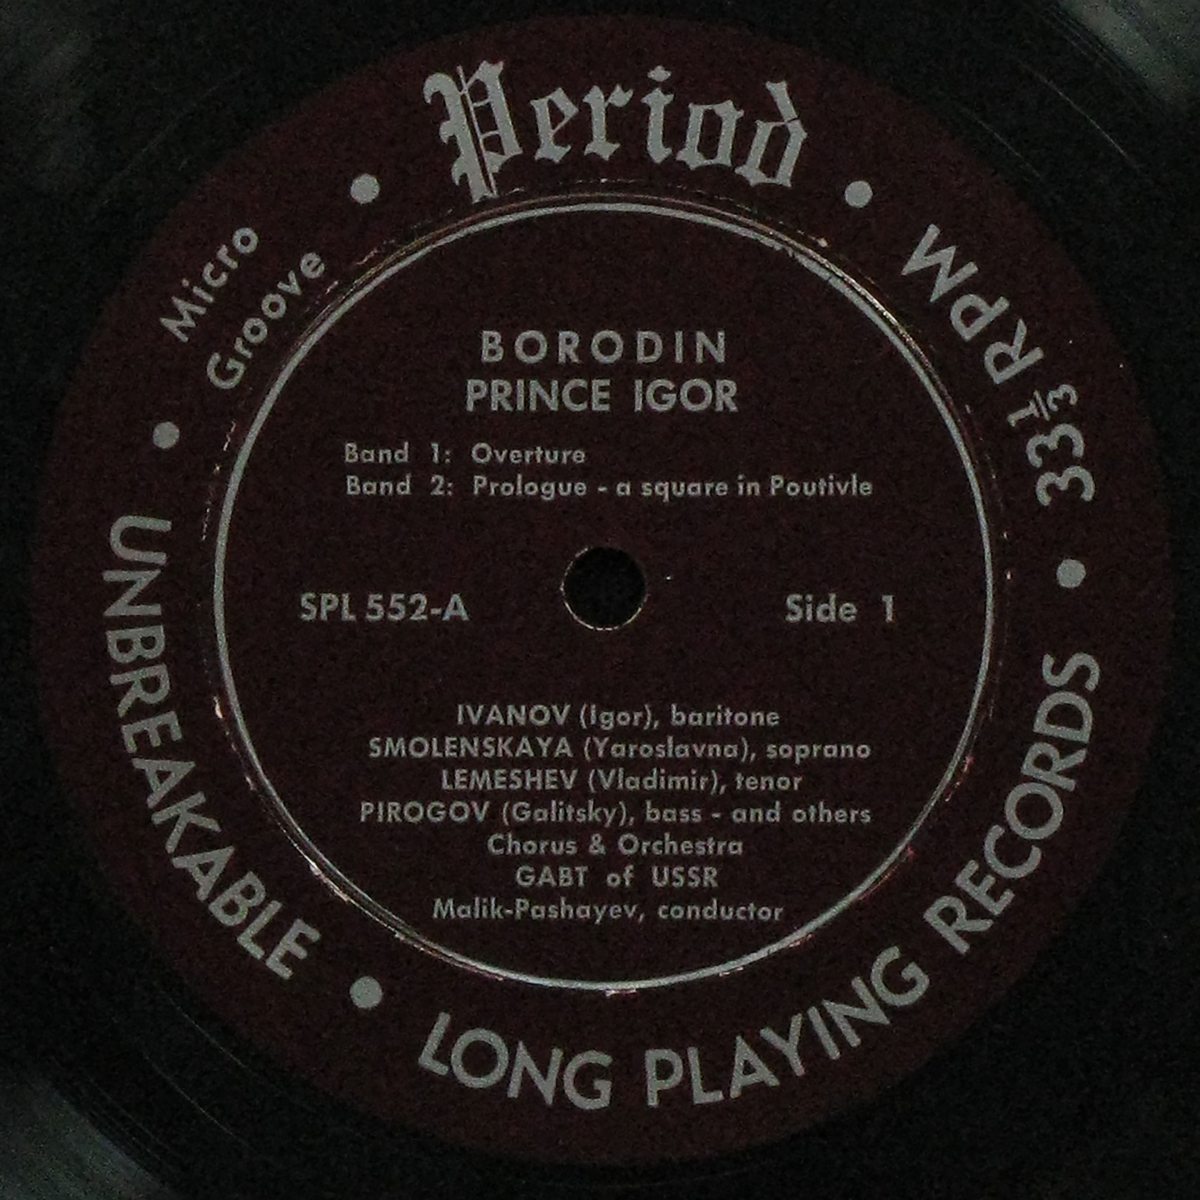 Period
Micro
Groove
33⅓ RPM
BORODIN
PRINCE IGOR
Band 1: Overture
Band 2: Prologue - a square in Poutivle
SPL 552-A
Side 1
IVANOV (Igor), baritone
SMOLENSKAYA (Yaroslavna), soprano
LEMESHEV (Vladimir), tenor
PIROGOV (Galitsky), bass - and others
Chorus & Orchestra
GABT of USSR
Malik-Pashayev, conductor
UNBREAKABLE • LONG PLAYING RECORDS